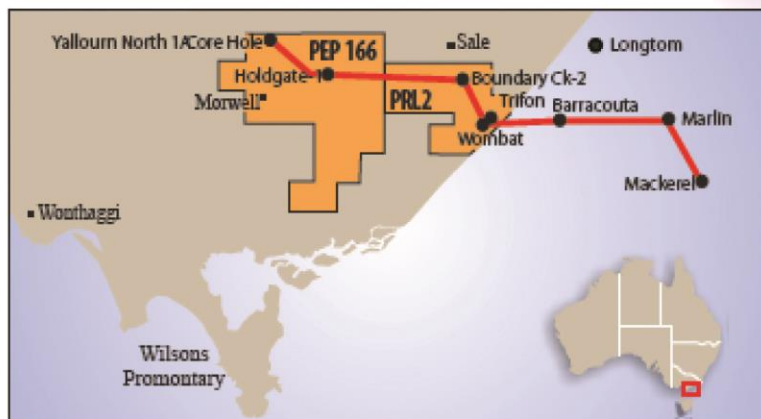 Yallourn North 1A Core Hole
PEP 166
Sale
Longtom
Holdgate-1
Boundary Ck-2
Morwell
PRL2
Trifon
Barracouta
Marlin
Wombat
Mackerel
Wonthaggi
Wilsons
Promontary